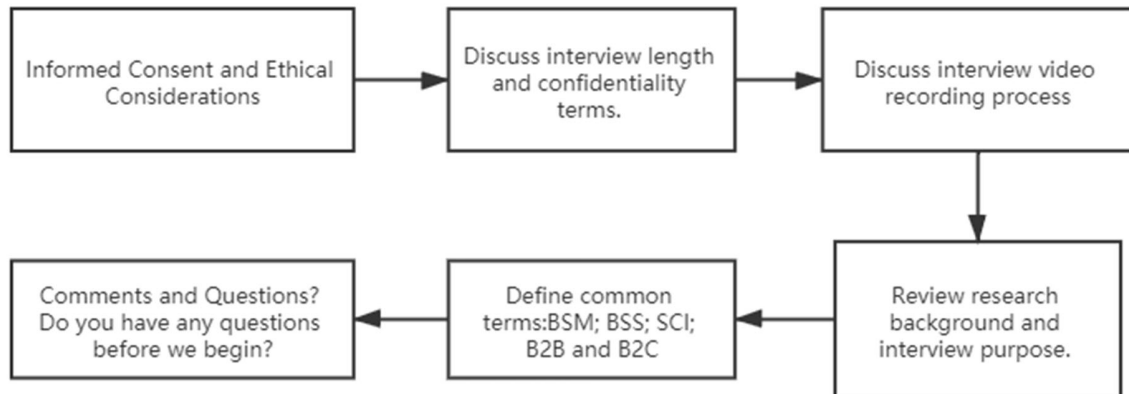 Informed Consent and Ethical
Considerations
Discuss interview length
and confidentiality
terms.
Discuss interview video
recording process
Review research
background and
interview purpose.
Define common
terms:BSM; BSS; SCI;
B2B and B2C
Comments and Questions?
Do you have any questions
before we begin?